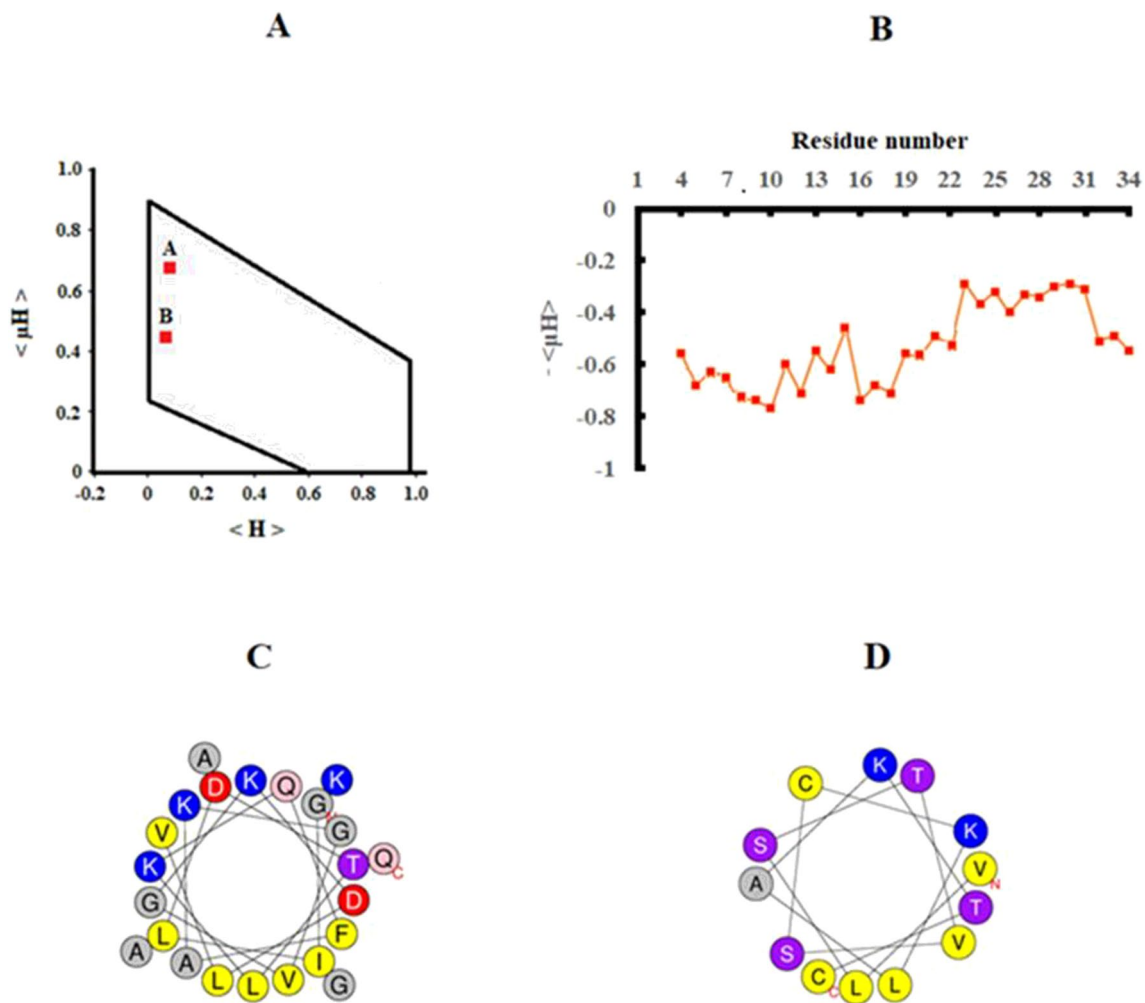 A B
1.0
0.8
0.6
0.4
0.2
0
< µH >
A
B
-0.2 0 0.2 0.4 0.6 0.8 1.0
< H >
Residue number
1 4 7 10 13 16 19 22 25 28 31 34
0
-0.2
-0.4
-0.6
-0.8
-1
- <µH>
C D
A
D K Q K
K G N
V G
K T Q C
G D
L F
A A I
L L V G
C K T
S K
A V N
T
S V
C C L L